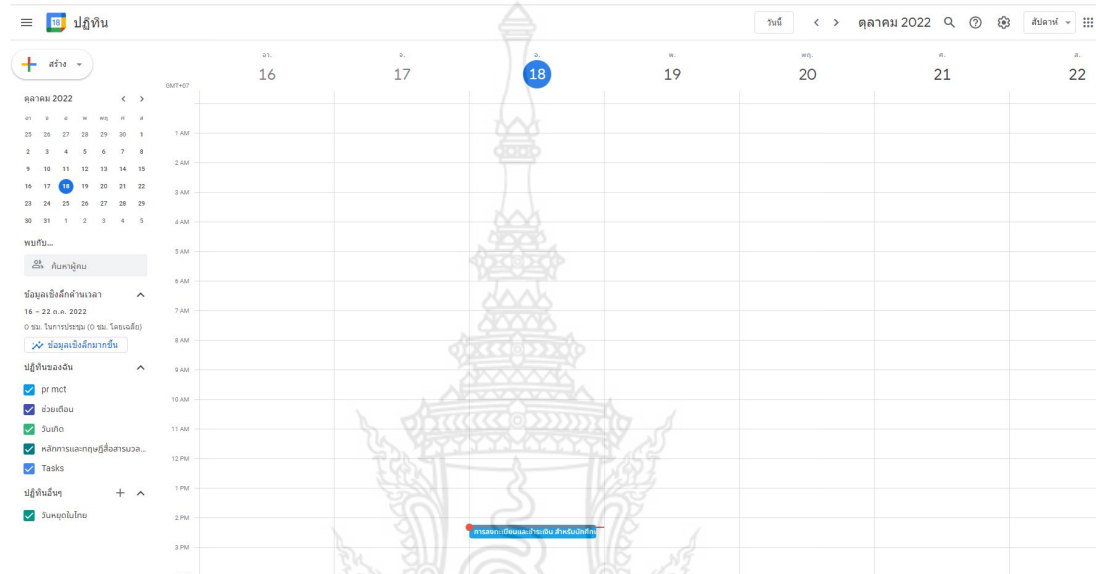 18 ปฏิทิน
วันนี้ ตุลาคม 2022 สัปดาห์
สร้าง
อา. จ. อ. พ. พฤ. ศ. ส.
16 17 18 19 20 21 22
GMT+07
ตุลาคม 2022
อา จ อ พ พฤ ศ ส
25 26 27 28 29 30 1
2 3 4 5 6 7 8
9 10 11 12 13 14 15
16 17 18 19 20 21 22
23 24 25 26 27 28 29
30 31 1 2 3 4 5
พบกับ...
ค้นหาผู้คน
ข้อมูลเชิงลึกด้านเวลา
16 – 22 ต.ค. 2022
0 ชม. ในการประชุม (0 ชม. โดยเฉลี่ย)
ข้อมูลเชิงลึกมากขึ้น
ปฏิทินของฉัน
pr mct
ช่วยเตือน
วันเกิด
หลักการและทฤษฎีสื่อสารมวล...
Tasks
ปฏิทินอื่นๆ
วันหยุดในไทย
1 AM
2 AM
3 AM
4 AM
5 AM
6 AM
7 AM
8 AM
9 AM
10 AM
11 AM
12 PM
1 PM
2 PM
การลงทะเบียนและชำระเงิน สำหรับนักศึก
3 PM